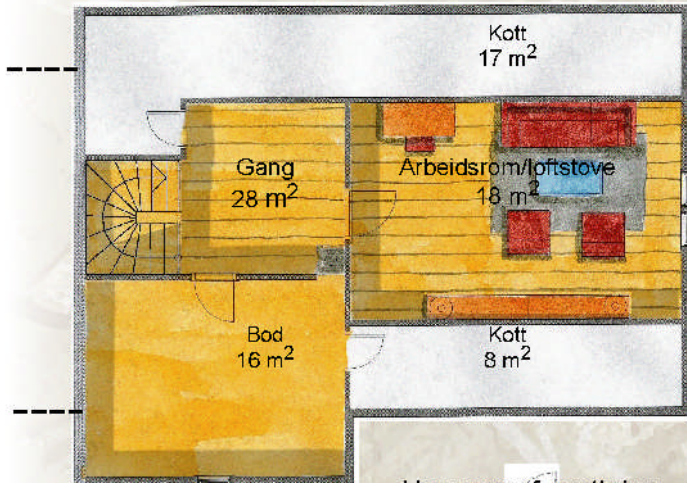 Kott
17 m²
Gang
28 m²
Arbeidsrom/loftstove
18 m²
Bod
16 m²
Kott
8 m²